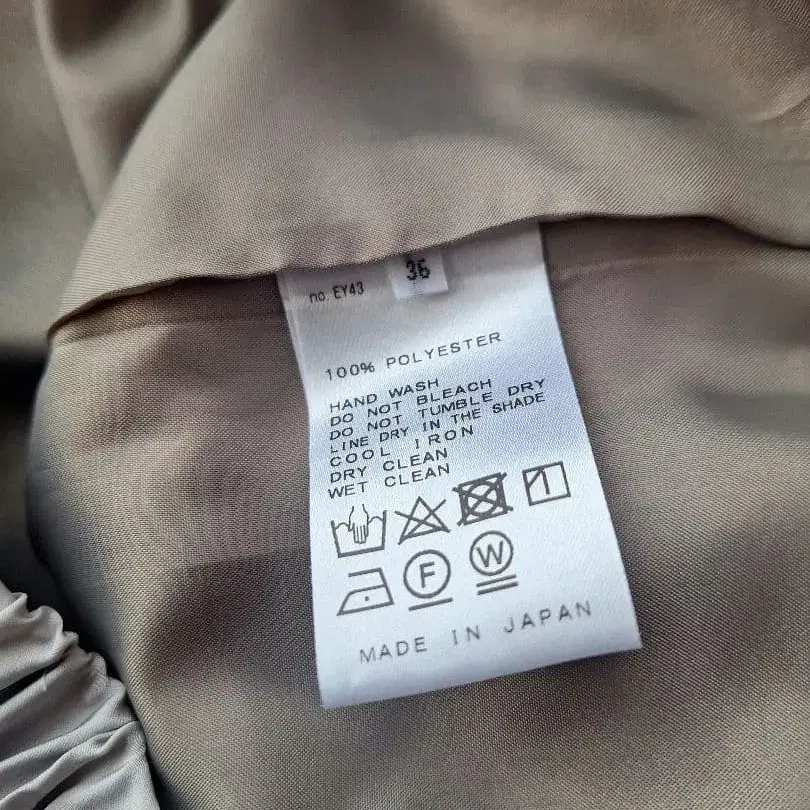 36
no. EY43
100% POLYESTER
HAND WASH
DO NOT BLEACH
DO NOT TUMBLE DRY
LINE DRY IN THE SHADE
COOL IRON
DRY CLEAN
WET CLEAN
F
W
MADE IN JAPAN